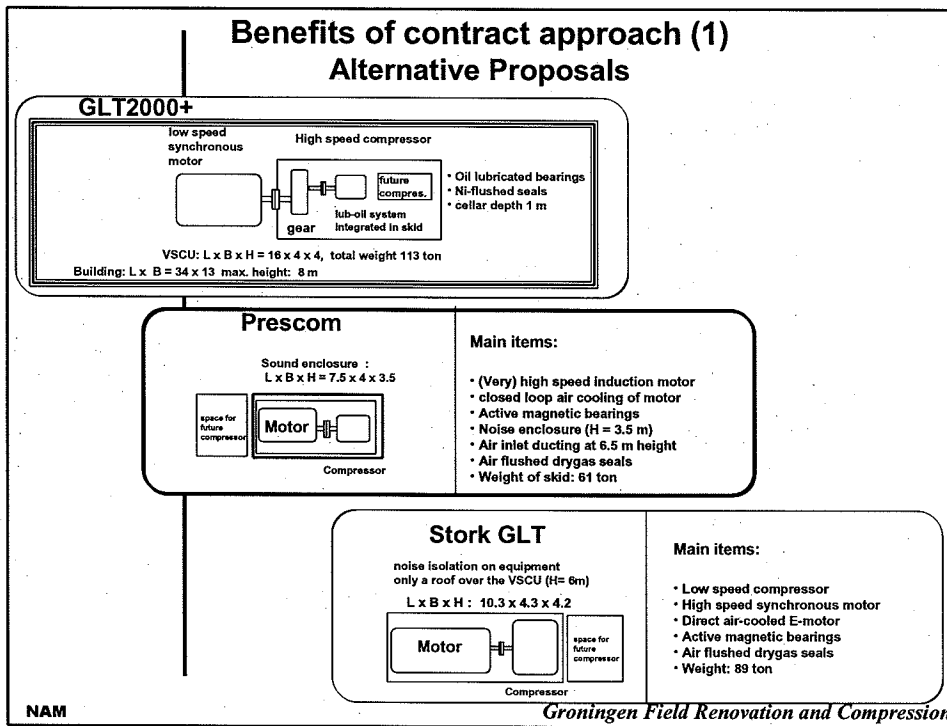 Benefits of contract approach (1)
Alternative Proposals
GLT2000+
low speed
synchronous
motor
High speed compressor
future
compres.
gear
lub-oil system
Integrated in skid
• Oil lubricated bearings
• Ni-flushed seals
• cellar depth 1 m
VSCU: L x B x H = 16 x 4 x 4, total weight 113 ton
Building: L x B = 34 x 13 max. height: 8 m
Prescom
Sound enclosure :
L x B x H = 7.5 x 4 x 3.5
space for
future
compressor
Motor
Compressor
Main items:
• (Very) high speed induction motor
• closed loop air cooling of motor
• Active magnetic bearings
• Noise enclosure (H = 3.5 m)
• Air inlet ducting at 6.5 m height
• Air flushed drygas seals
• Weight of skid: 61 ton
Stork GLT
noise isolation on equipment
only a roof over the VSCU (H= 6m)
L x B x H : 10.3 x 4.3 x 4.2
Motor
space for
future
compressor
Compressor
Main items:
• Low speed compressor
• High speed synchronous motor
• Direct air-cooled E-motor
• Active magnetic bearings
• Air flushed drygas seals
• Weight: 89 ton
NAM
Groningen Field Renovation and Compression